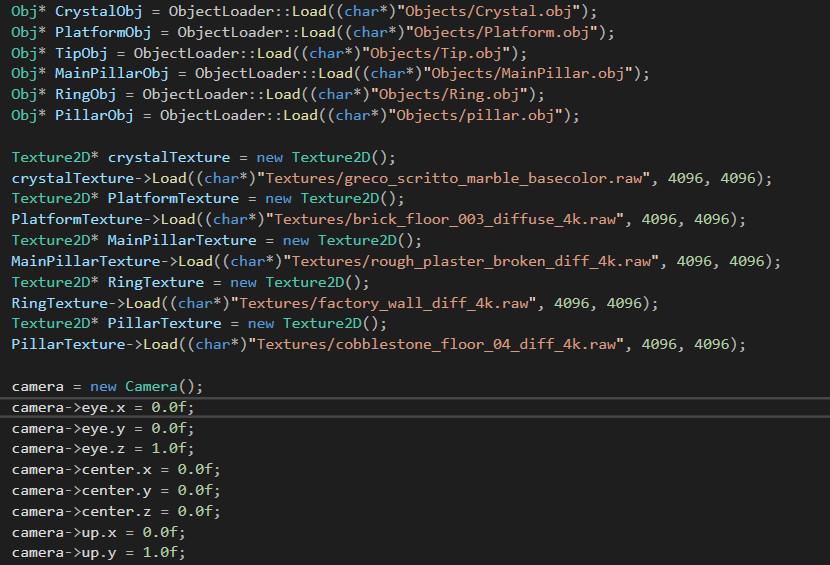 Obj* CrystalObj = ObjectLoader::Load((char*)"Objects/Crystal.obj");
Obj* PlatformObj = ObjectLoader::Load((char*)"Objects/Platform.obj");
Obj* TipObj = ObjectLoader::Load((char*)"Objects/Tip.obj");
Obj* MainPillarObj = ObjectLoader::Load((char*)"Objects/MainPillar.obj");
Obj* RingObj = ObjectLoader::Load((char*)"Objects/Ring.obj");
Obj* PillarObj = ObjectLoader::Load((char*)"Objects/pillar.obj");
Texture2D* crystalTexture = new Texture2D();
crystalTexture->Load((char*)"Textures/greco_scritto_marble_basecolor.raw", 4096, 4096);
Texture2D* PlatformTexture = new Texture2D();
PlatformTexture->Load((char*)"Textures/brick_floor_003_diffuse_4k.raw", 4096, 4096);
Texture2D* MainPillarTexture = new Texture2D();
MainPillarTexture->Load((char*)"Textures/rough_plaster_broken_diff_4k.raw", 4096, 4096);
Texture2D* RingTexture = new Texture2D();
RingTexture->Load((char*)"Textures/factory_wall_diff_4k.raw", 4096, 4096);
Texture2D* PillarTexture = new Texture2D();
PillarTexture->Load((char*)"Textures/cobblestone_floor_04_diff_4k.raw", 4096, 4096);
camera = new Camera();
camera->eye.x = 0.0f;
camera->eye.y = 0.0f;
camera->eye.z = 1.0f;
camera->center.x = 0.0f;
camera->center.y = 0.0f;
camera->center.z = 0.0f;
camera->up.x = 0.0f;
camera->up.y = 1.0f;